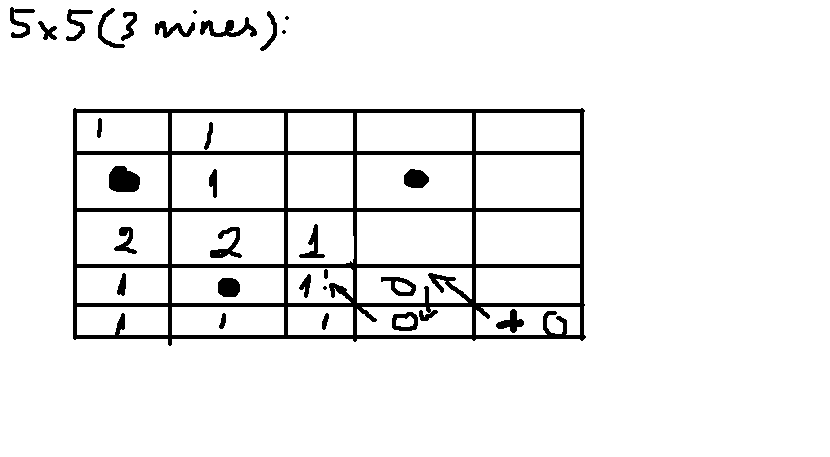 5x5(3 mines):
1 1
● 1 ●
2 2 1
1 ● 1 0
1 1 1 0 + 0